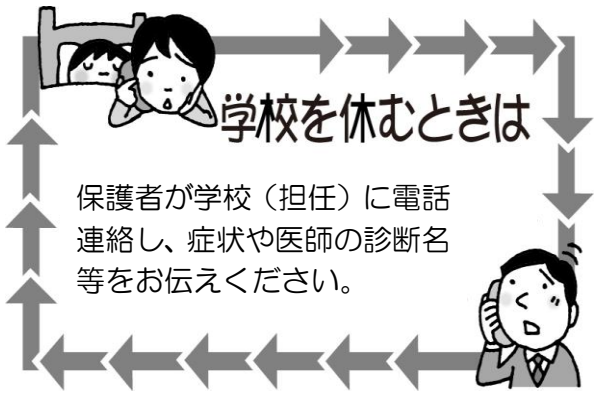 学校を休むときは
保護者が学校（担任）に電話
連絡し、症状や医師の診断名
等をお伝えください。